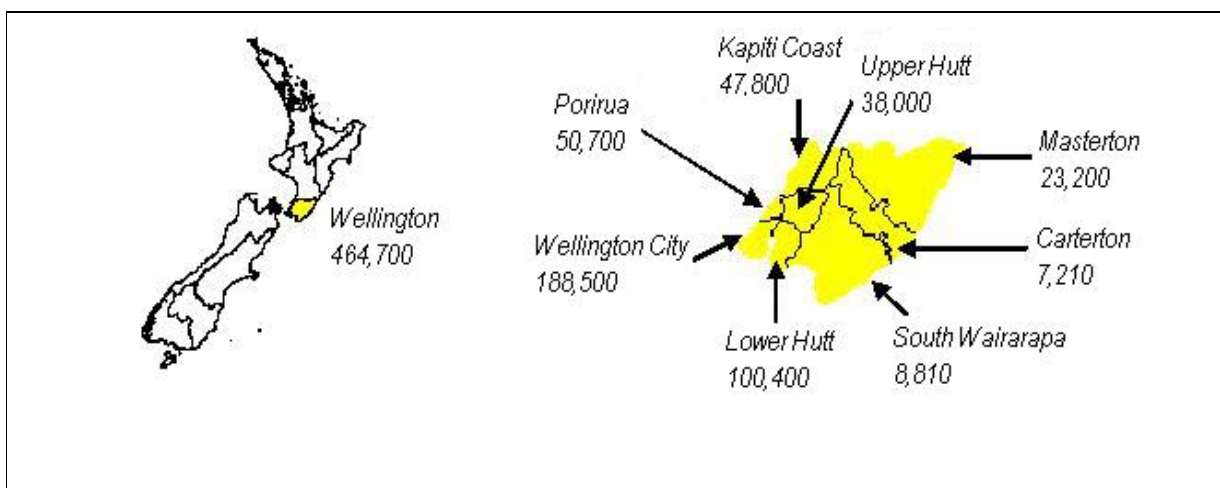 Wellington
464,700
Kapiti Coast
47,800
Upper Hutt
38,000
Porirua
50,700
Masterton
23,200
Wellington City
188,500
Carterton
7,210
Lower Hutt
100,400
South Wairarapa
8,810